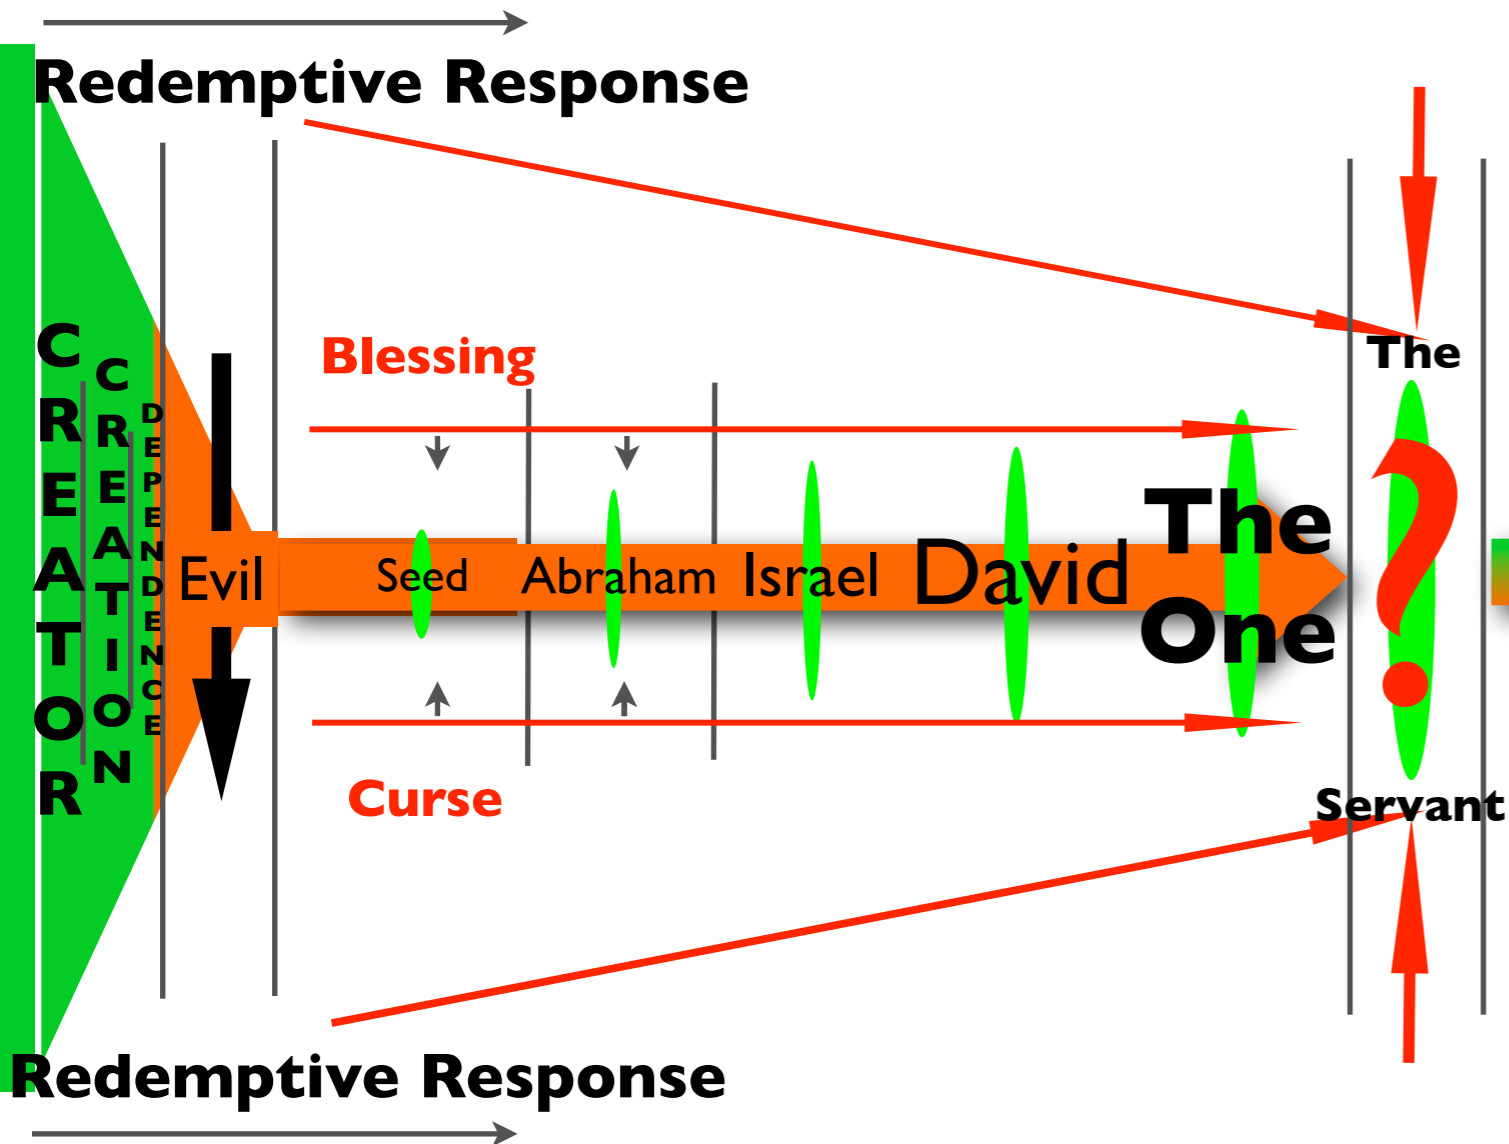 Redemptive Response
CREATOR
CREATION
DEPENDENCE
Evil
Blessing
Seed
Abraham
Israel
David
The
One
Curse
The
?
Servant
Redemptive Response